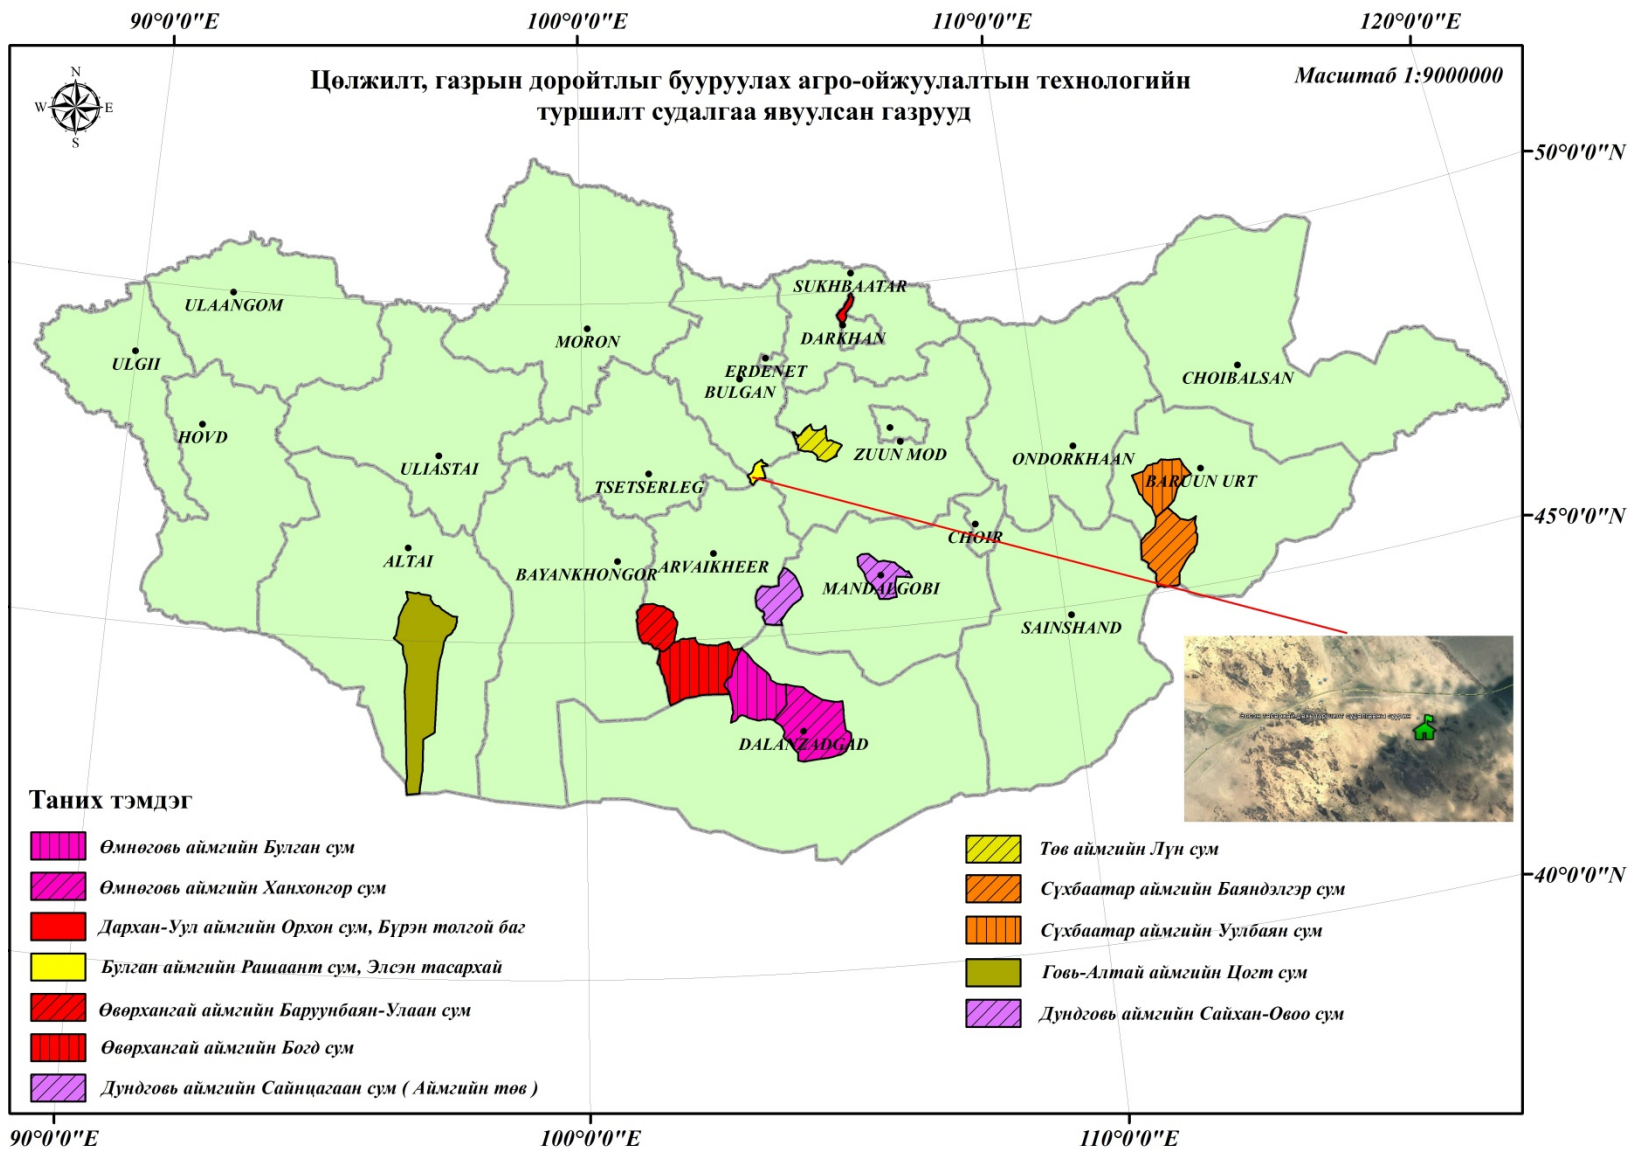 90°0'0"E 100°0'0"E 110°0'0"E 120°0'0"E
Цөлжилт, газрын доройтлыг бууруулах агро-ойжуулалтын технологийн
туршилт судалгаа явуулсан газрууд
Масштаб 1:9000000
N
W E
S
50°0'0"N
SUKHBAATAR
ULAANGOM
DARKHAN
MORON
ULGII
ERDENET
CHOIBALSAN
BULGAN
HOVD
ZUUN MOD
ONDORKHAAN
ULIASTAI
TSETSERLEG
BARUUN URT
45°0'0"N
CHOIR
ALTAI
ARVAIKHEER
BAYANKHONGOR
MANDALGOBI
SAINSHAND
DALANZADGAD
Таних тэмдэг
Өмнөговь аймгийн Булган сум
Өмнөговь аймгийн Ханхонгор сум
Дархан-Уул аймгийн Орхон сум, Бүрэн толгой баг
Булган аймгийн Рашаант сум, Элсэн тасархай
Өвөрхангай аймгийн Баруунбаян-Улаан сум
Өвөрхангай аймгийн Богд сум
Дундговь аймгийн Сайнцагаан сум ( Аймгийн төв )
Төв аймгийн Лүн сум
Сүхбаатар аймгийн Баяндэлгэр сум
Сүхбаатар аймгийн Уулбаян сум
Говь-Алтай аймгийн Цогт сум
Дундговь аймгийн Сайхан-Овоо сум
40°0'0"N
90°0'0"E 100°0'0"E 110°0'0"E